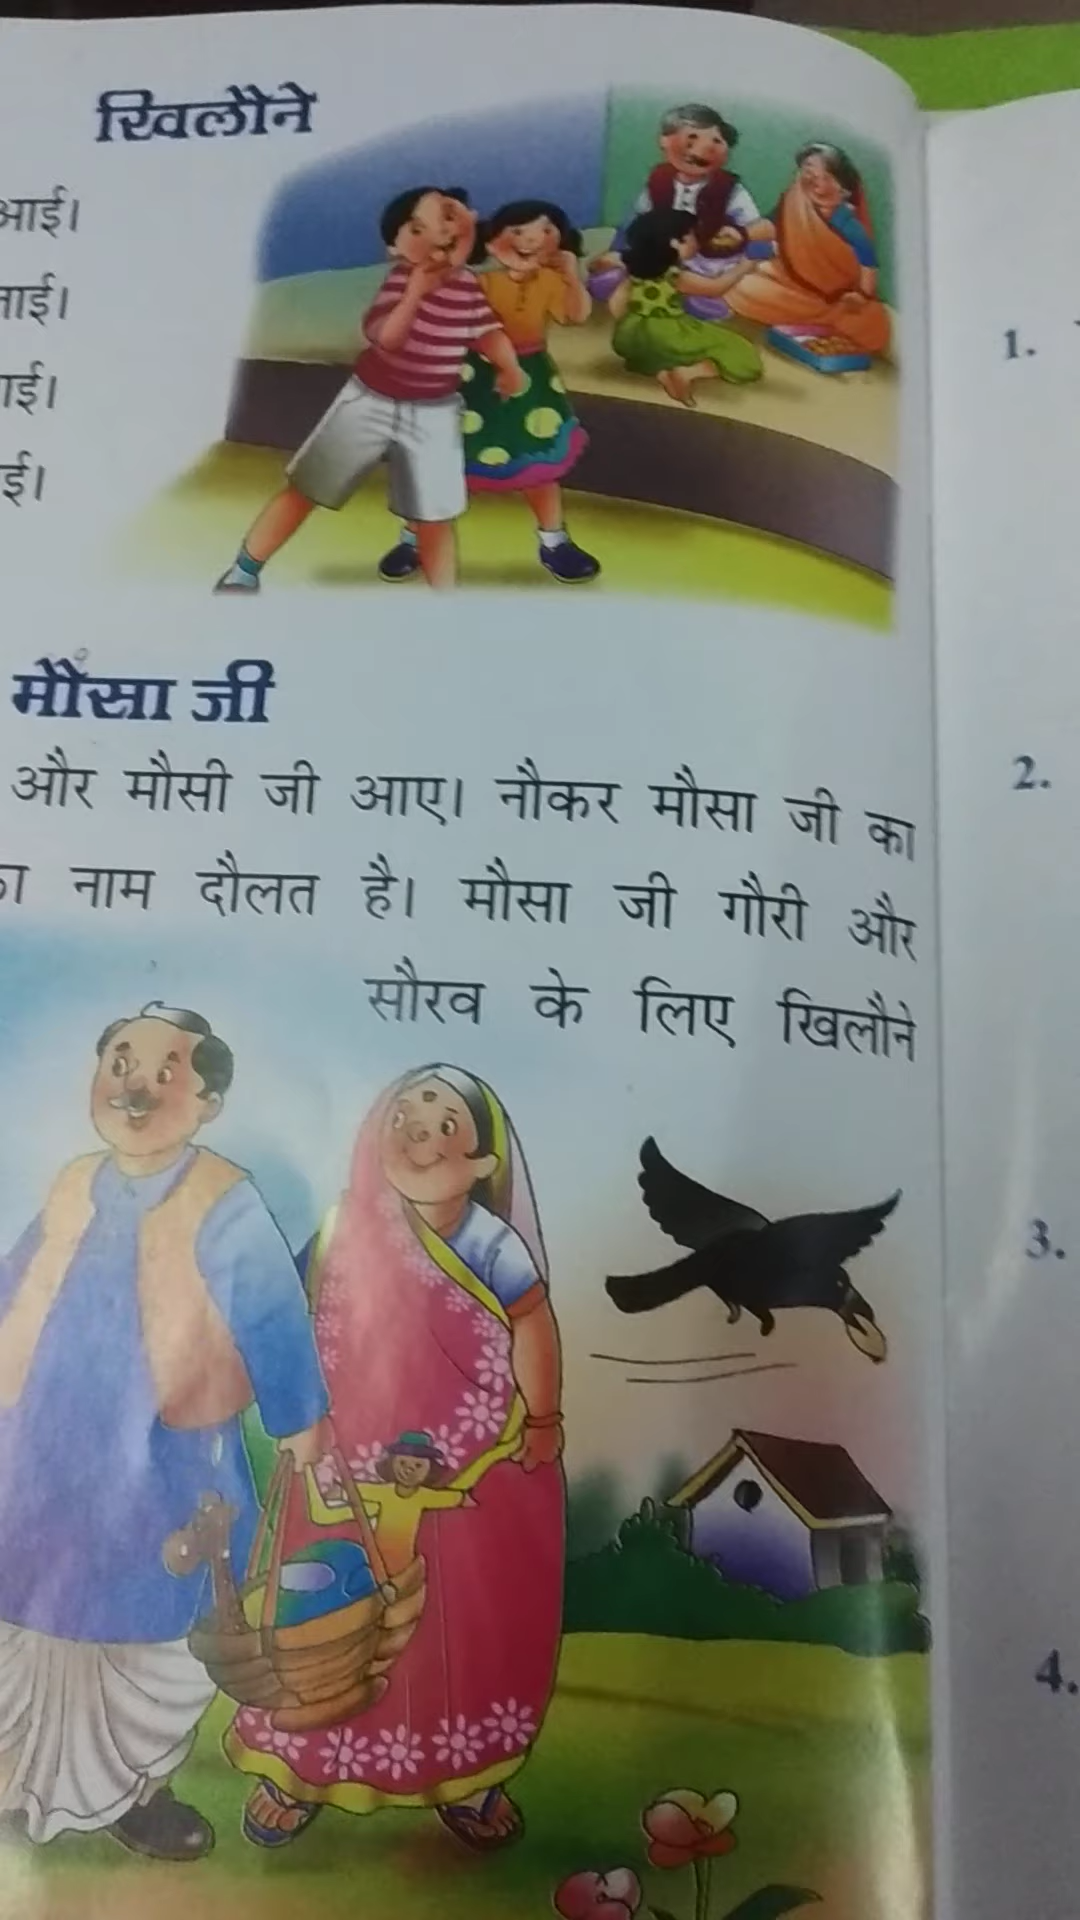 खिलौने
आई।
मौसा जी
और मौसी जी आए। नौकर मौसा जी का
नाम दौलत है। मौसा जी गौरी और
सौरव के लिए खिलौने
1.
2.
3.
4.